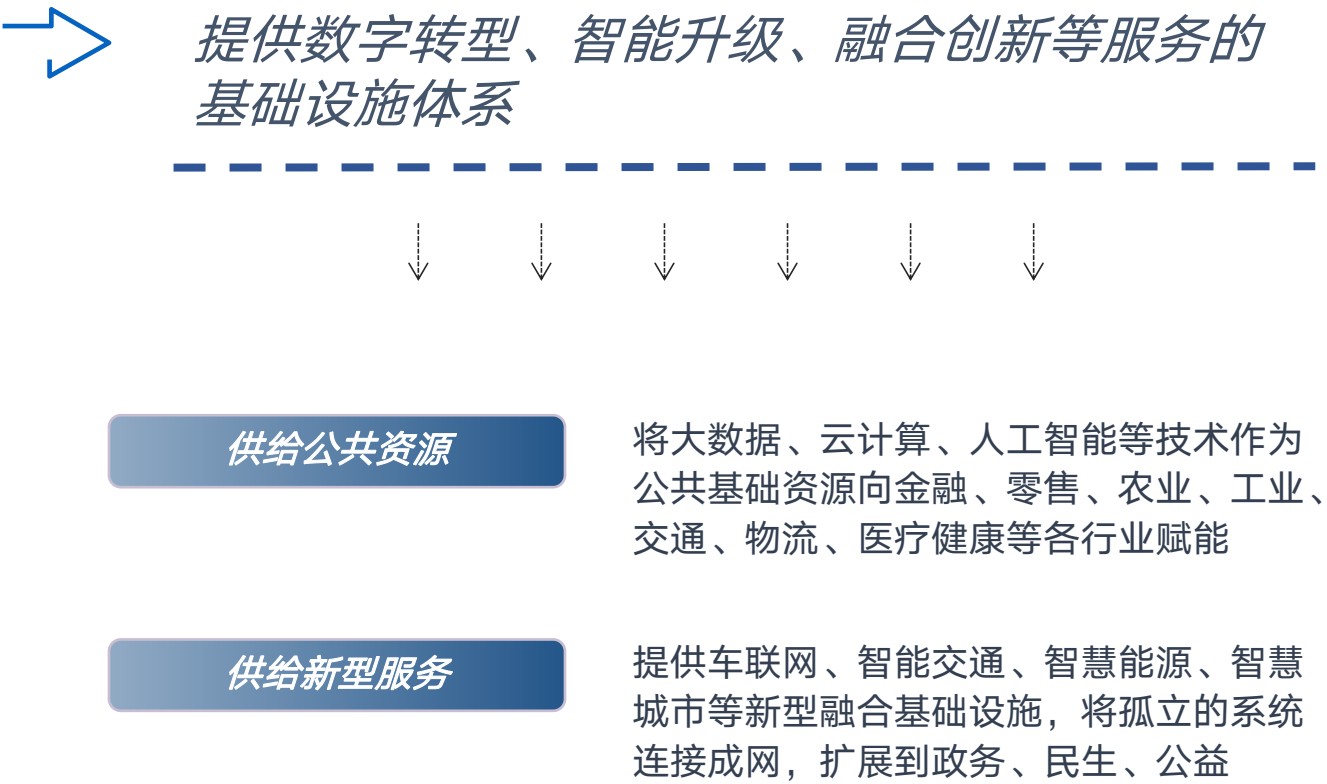 提供数字转型、智能升级、融合创新等服务的
基础设施体系
供给公共资源
将大数据、云计算、人工智能等技术作为
公共基础资源向金融、零售、农业、工业、
交通、物流、医疗健康等各行业赋能
供给新型服务
提供车联网、智能交通、智慧能源、智慧
城市等新型融合基础设施，将孤立的系统
连接成网，扩展到政务、民生、公益